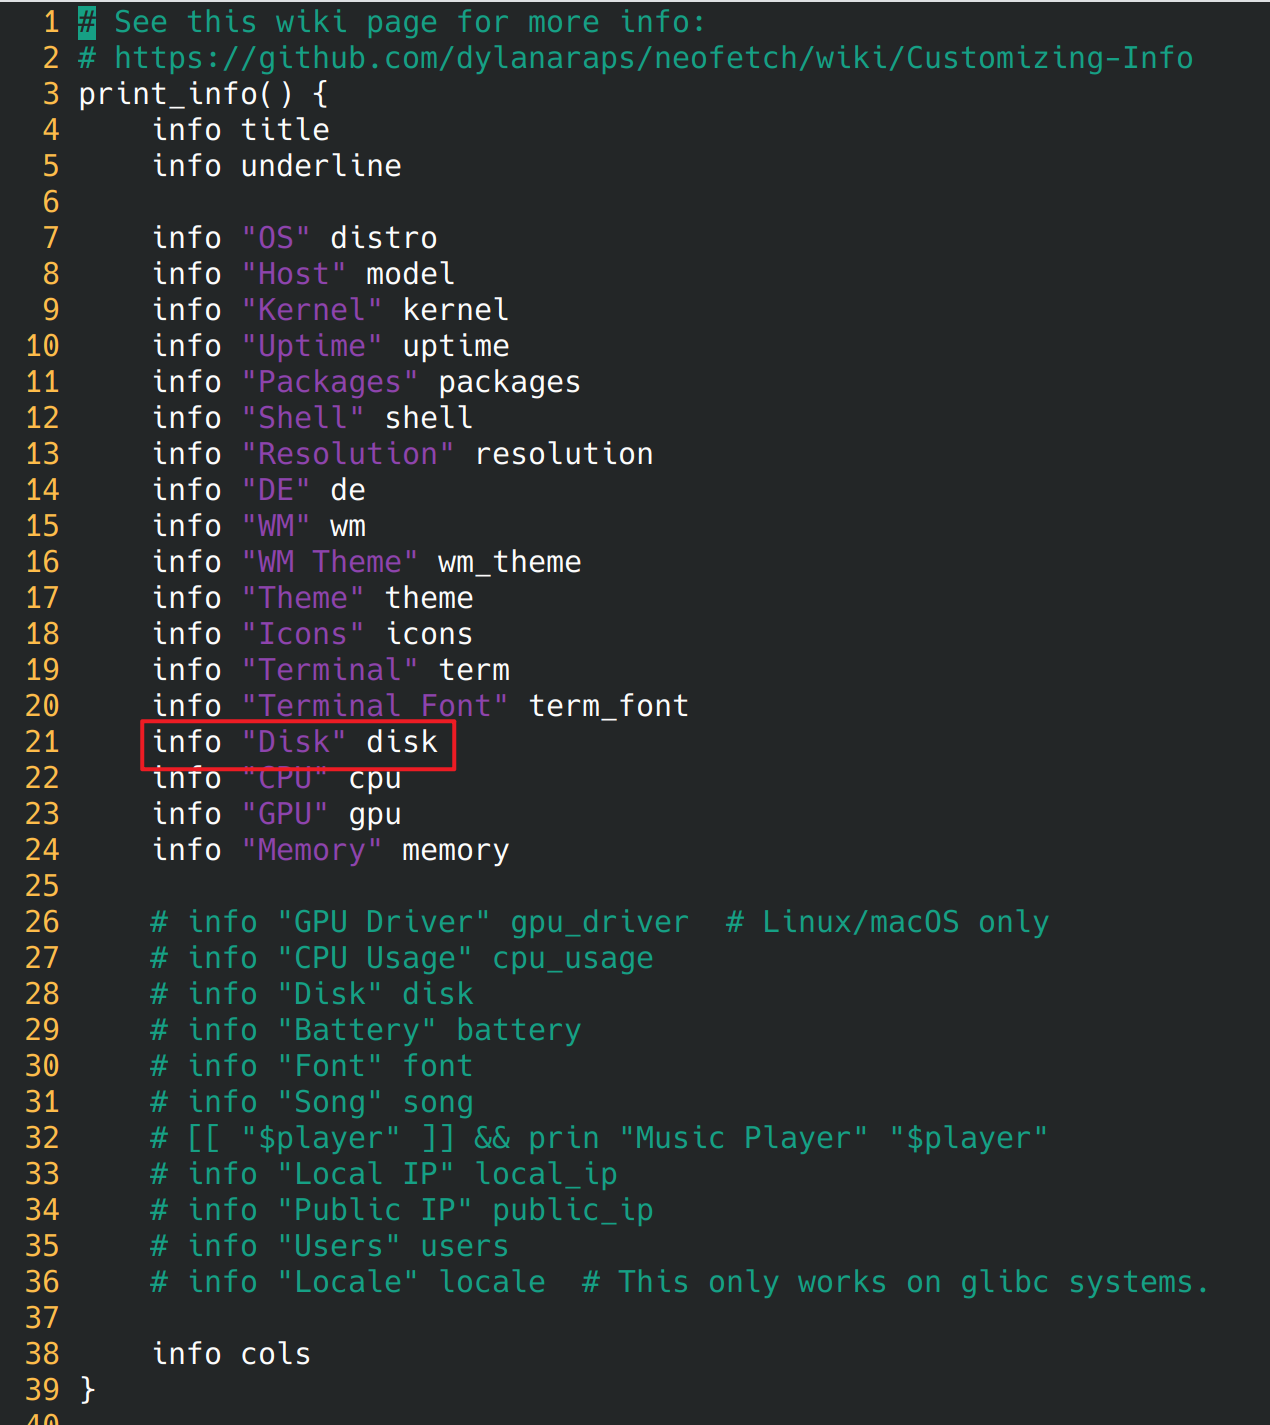 1 # See this wiki page for more info:
2 # https://github.com/dylanaraps/neofetch/wiki/Customizing-Info
3 print_info() {
4     info title
5     info underline
6
7     info "OS" distro
8     info "Host" model
9     info "Kernel" kernel
10     info "Uptime" uptime
11     info "Packages" packages
12     info "Shell" shell
13     info "Resolution" resolution
14     info "DE" de
15     info "WM" wm
16     info "WM Theme" wm_theme
17     info "Theme" theme
18     info "Icons" icons
19     info "Terminal" term
20     info "Terminal Font" term_font
21     info "Disk" disk
22     info "CPU" cpu
23     info "GPU" gpu
24     info "Memory" memory
25
26     # info "GPU Driver" gpu_driver  # Linux/macOS only
27     # info "CPU Usage" cpu_usage
28     # info "Disk" disk
29     # info "Battery" battery
30     # info "Font" font
31     # info "Song" song
32     # [[ "$player" ]] && prin "Music Player" "$player"
33     # info "Local IP" local_ip
34     # info "Public IP" public_ip
35     # info "Users" users
36     # info "Locale" locale  # This only works on glibc systems.
37
38     info cols
39 }
40